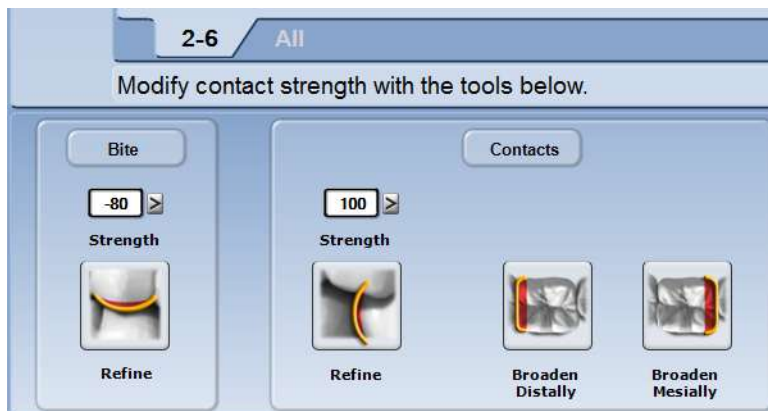 2-6 All
Modify contact strength with the tools below.
Bite
Contacts
-80 >
100 >
Strength
Strength
Refine
Refine
Broaden
Distally
Broaden
Mesially